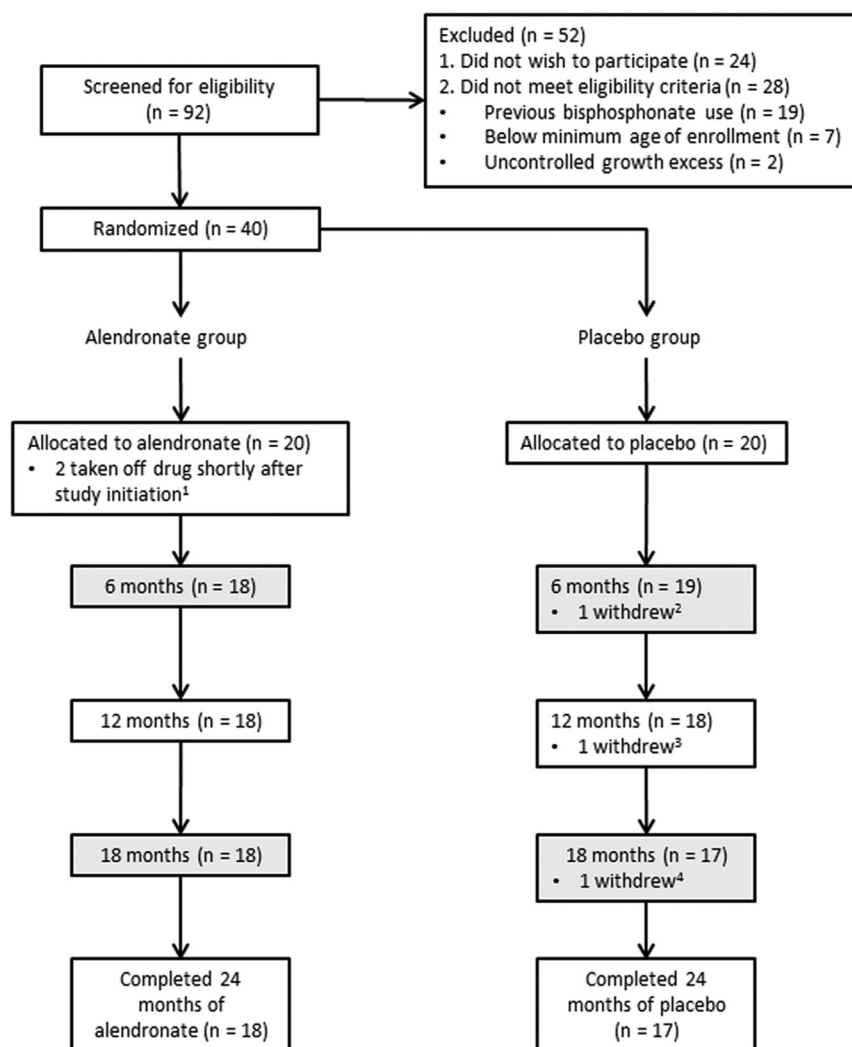 Screened for eligibility
(n = 92)
Excluded (n = 52)
1. Did not wish to participate (n = 24)
2. Did not meet eligibility criteria (n = 28)
• Previous bisphosphonate use (n = 19)
• Below minimum age of enrollment (n = 7)
• Uncontrolled growth excess (n = 2)
Randomized (n = 40)
Alendronate group
Placebo group
Allocated to alendronate (n = 20)
• 2 taken off drug shortly after
study initiation¹
Allocated to placebo (n = 20)
6 months (n = 18)
6 months (n = 19)
• 1 withdrew²
12 months (n = 18)
12 months (n = 18)
• 1 withdrew³
18 months (n = 18)
18 months (n = 17)
• 1 withdrew⁴
Completed 24
months of
alendronate (n = 18)
Completed 24
months of placebo
(n = 17)